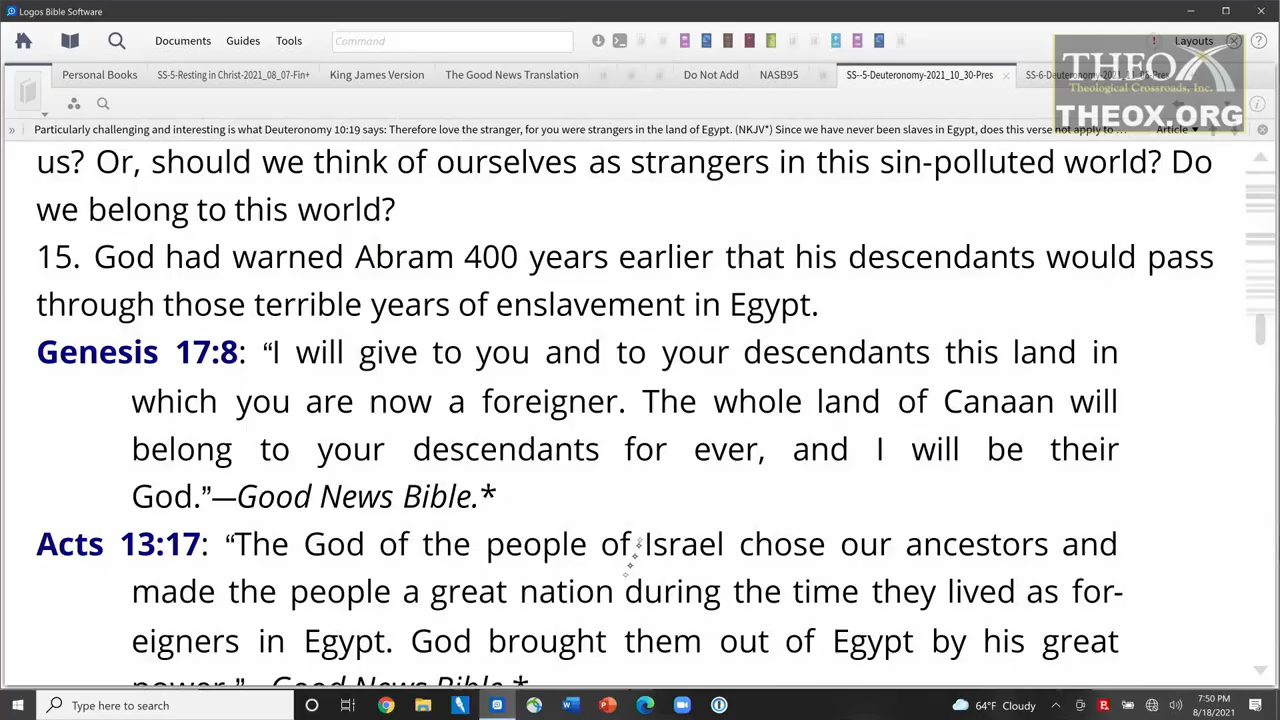 Logos Bible Software
Documents Guides Tools Command Layouts
THEOX
Theological Crossroads, Inc.
THEOX.ORG
Personal Books SS-5-Resting in Christ-2021_08_07-Fin+ King James Version The Good News Translation Do Not Add NASB95 SS--5-Deuteronomy-2021_10_30-Pres
Particularly challenging and interesting is what Deuteronomy 10:19 says: Therefore love the stranger, for you were strangers in the land of Egypt. (NKJV*) Since we have never been slaves in Egypt, does this verse not apply to … Article
us? Or, should we think of ourselves as strangers in this sin-polluted world? Do
we belong to this world?
15. God had warned Abram 400 years earlier that his descendants would pass
through those terrible years of enslavement in Egypt.
Genesis 17:8: “I will give to you and to your descendants this land in
which you are now a foreigner. The whole land of Canaan will
belong to your descendants for ever, and I will be their
God.”—Good News Bible.*
Acts 13:17: “The God of the people of Israel chose our ancestors and
made the people a great nation during the time they lived as for-
eigners in Egypt. God brought them out of Egypt by his great
power.”—Good News Bible.*
Type here to search
64°F Cloudy
7:50 PM
8/18/2021